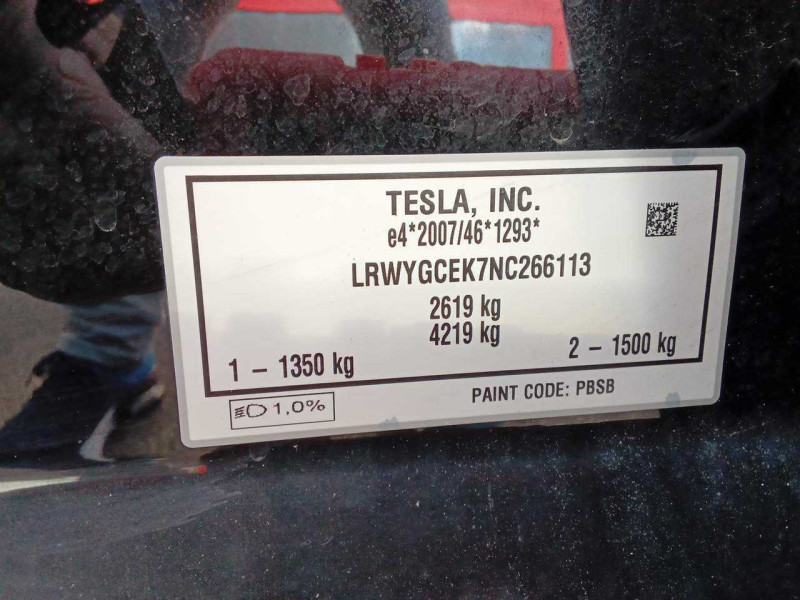 TESLA, INC.
e4*2007/46*1293*
LRWYGCEK7NC266113
2619 kg
4219 kg
1 – 1350 kg
2 – 1500 kg
1.0%
PAINT CODE: PBSB